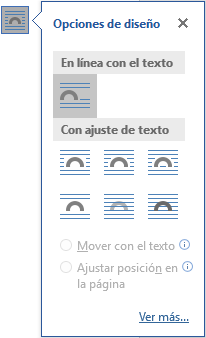 Opciones de diseño
En línea con el texto
Con ajuste de texto
Mover con el texto
Ajustar posición en
la página
Ver más...